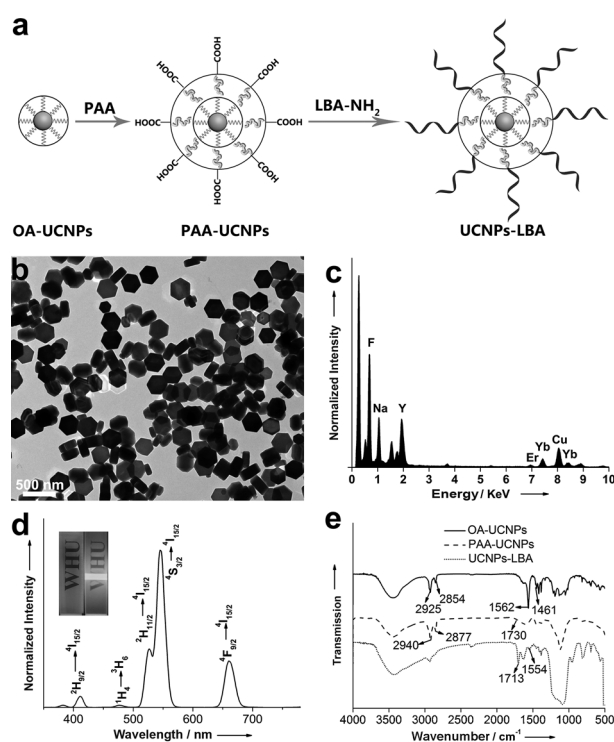 a
COOH
HOOC
COOH
PAA
HOOC
COOH
LBA-NH2
HOOC
COOH
HOOC
COOH
OA-UCNPs
PAA-UCNPs
UCNPs-LBA
b
500 nm
c
Normalized Intensity
F
Na
Y
Er
Yb
Cu
Yb
0 1 2 3 4 5 6 7 8 9 10
Energy / KeV
d
WHU
WHU
Normalized Intensity
4I15/2
2H9/2
3H6
1H4
4I15/2
2H11/2
4I15/2
4S3/2
4I15/2
4F9/2
400 500 600 700
Wavelength / nm
e
OA-UCNPs
PAA-UCNPs
UCNPs-LBA
Transmission
2925
2854
1562
1461
2940
2877
1730
1713
1554
4000 3500 3000 2500 2000 1500 1000 500
Wavenumber / cm-1